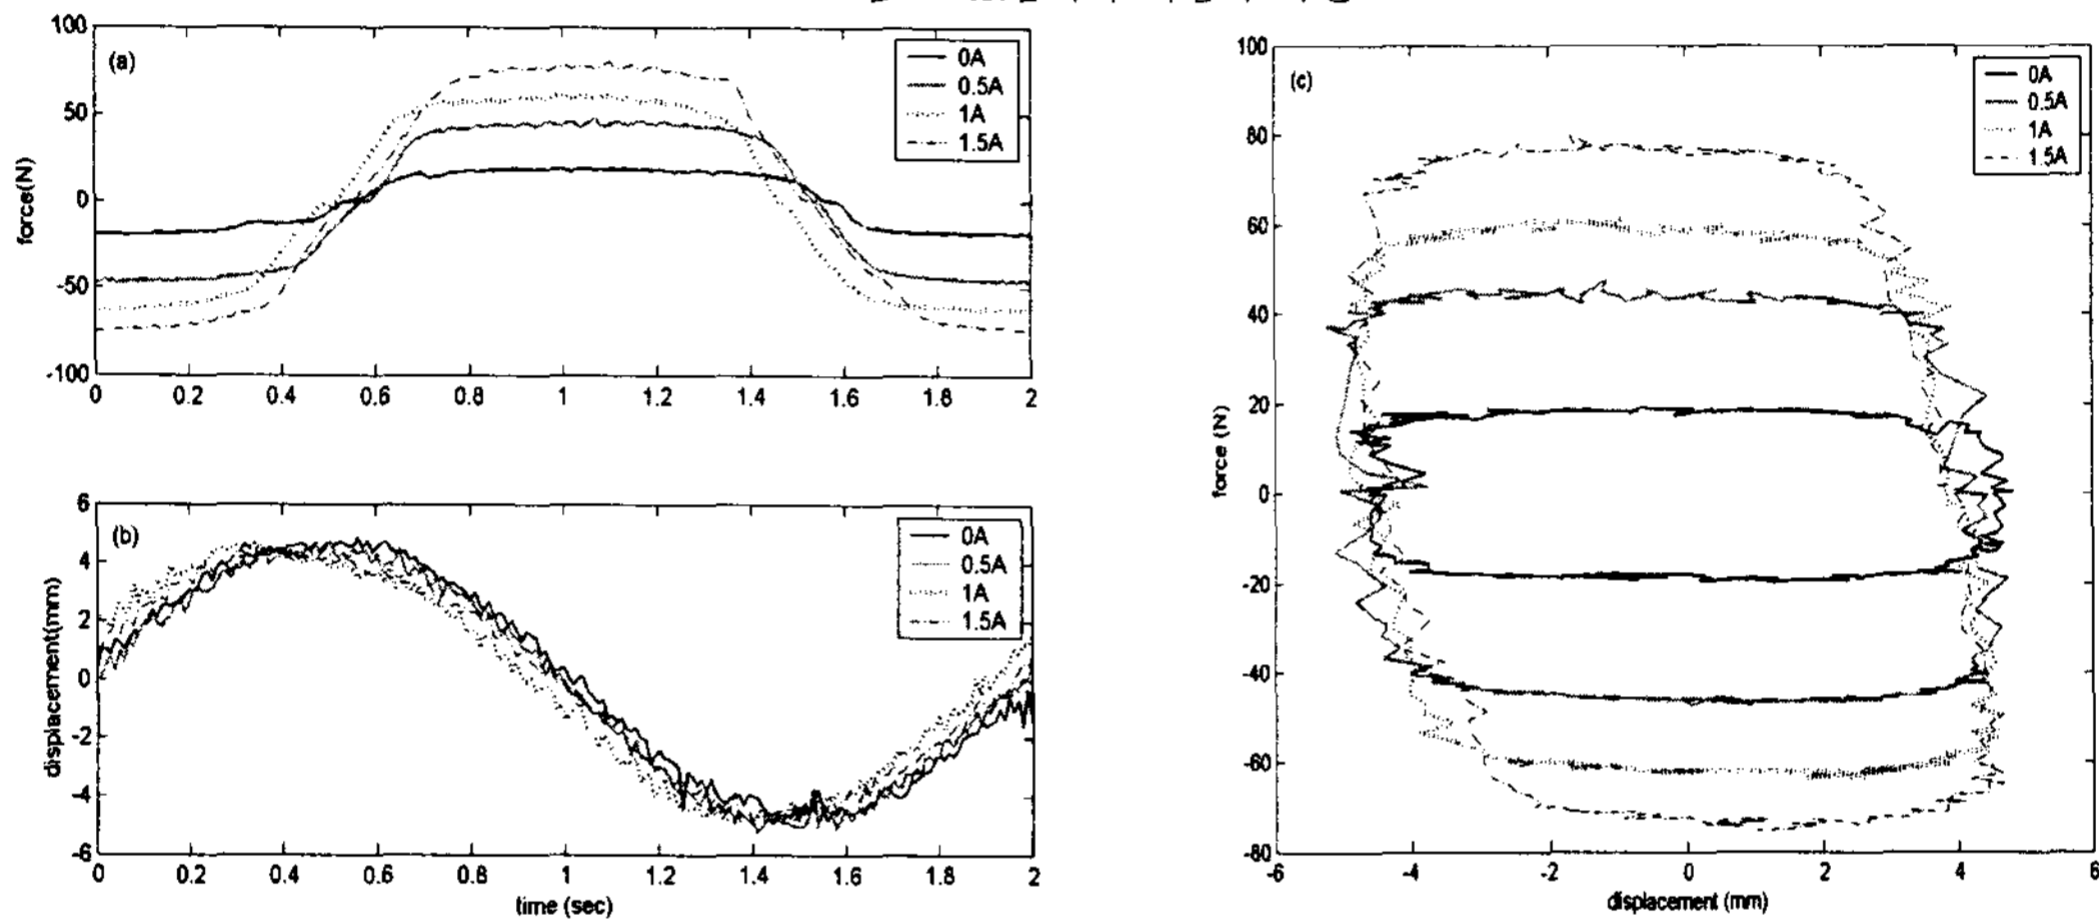 (a)
100
50
0
-50
-100
force(N)
0A
0.5A
1A
1.5A
0 0.2 0.4 0.6 0.8 1 1.2 1.4 1.6 1.8 2
(b)
6
4
2
0
-2
-4
-6
displacement(mm)
0A
0.5A
1A
1.5A
0 0.2 0.4 0.6 0.8 1 1.2 1.4 1.6 1.8 2
time (sec)
(c)
100
80
60
40
20
0
-20
-40
-60
-80
force (N)
0A
0.5A
1A
1.5A
-6 -4 -2 0 2 4 6
displacement (mm)